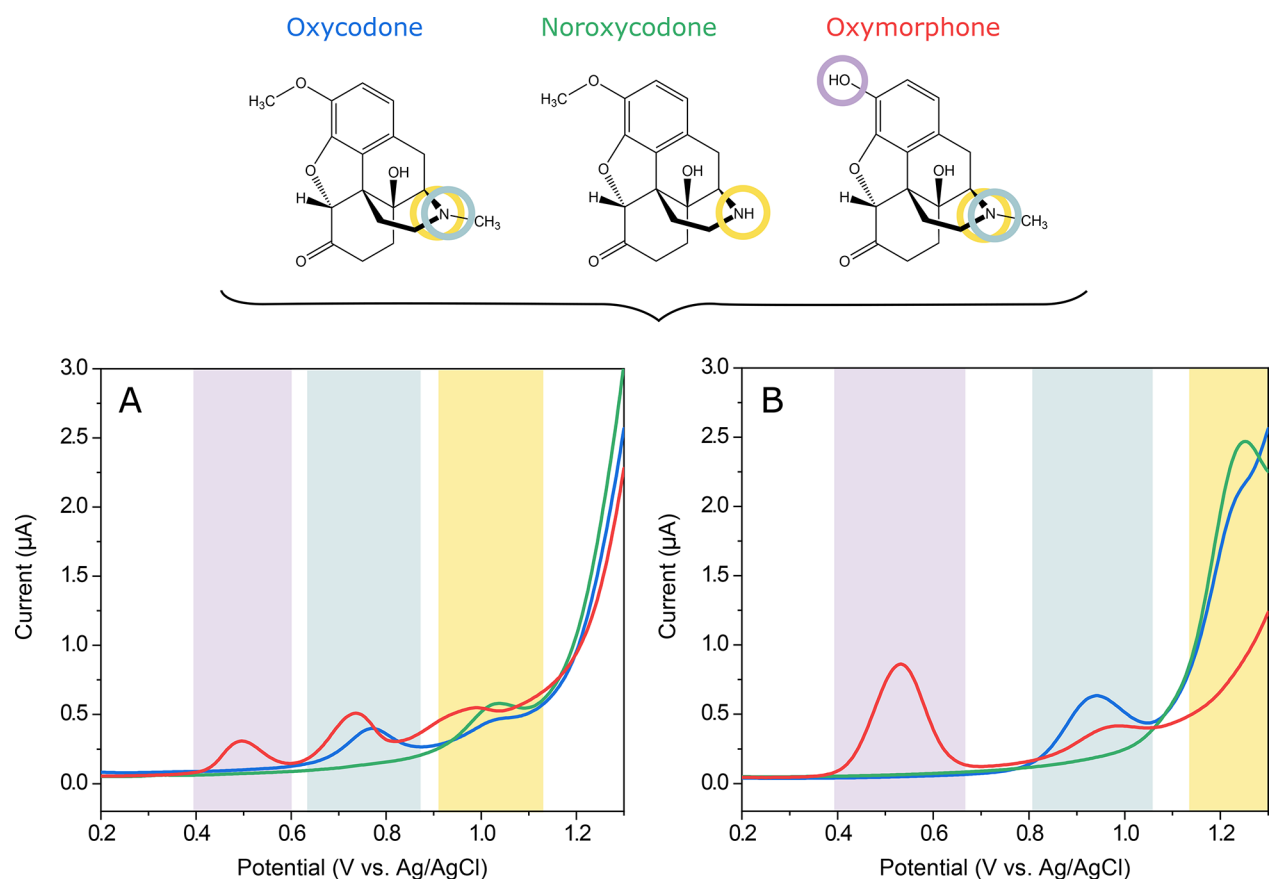 Oxycodone Noroxycodone Oxymorphone
H₃C O O H₃C HO
O OH H N CH₃ O
O OH H NH O
O OH H N CH₃ O
A B
3.0 3.0
2.5 2.5
2.0 2.0
1.5 1.5
1.0 1.0
0.5 0.5
0.0 0.0
Current (µA) Current (µA)
0.2 0.4 0.6 0.8 1.0 1.2 0.2 0.4 0.6 0.8 1.0 1.2
Potential (V vs. Ag/AgCl) Potential (V vs. Ag/AgCl)